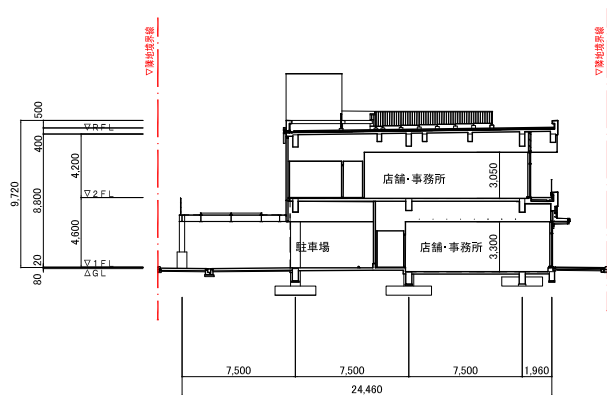 ▽隣地境界線
▽隣地境界線
500
▽RFL
400
4,200
3,050
店舗・事務所
9,720
8,800
▽2FL
4,600
駐車場
店舗・事務所
3,300
20
▽1FL
△GL
80
7,500
7,500
7,500
1,960
24,460